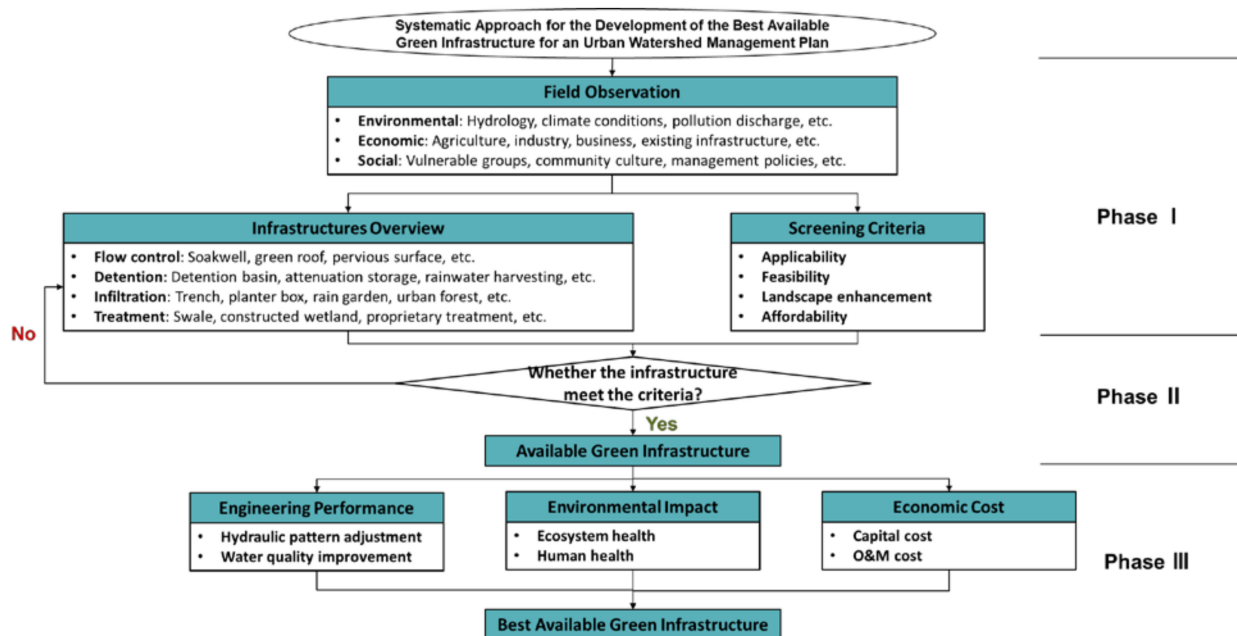 Systematic Approach for the Development of the Best Available
Green Infrastructure for an Urban Watershed Management Plan
Field Observation
• Environmental: Hydrology, climate conditions, pollution discharge, etc.
• Economic: Agriculture, industry, business, existing infrastructure, etc.
• Social: Vulnerable groups, community culture, management policies, etc.
Phase Ⅰ
Infrastructures Overview
• Flow control: Soakwell, green roof, pervious surface, etc.
• Detention: Detention basin, attenuation storage, rainwater harvesting, etc.
• Infiltration: Trench, planter box, rain garden, urban forest, etc.
• Treatment: Swale, constructed wetland, proprietary treatment, etc.
Screening Criteria
• Applicability
• Feasibility
• Landscape enhancement
• Affordability
No
Whether the infrastructure
meet the criteria?
Phase Ⅱ
Yes
Available Green Infrastructure
Engineering Performance
• Hydraulic pattern adjustment
• Water quality improvement
Environmental Impact
• Ecosystem health
• Human health
Economic Cost
• Capital cost
• O&M cost
Phase Ⅲ
Best Available Green Infrastructure